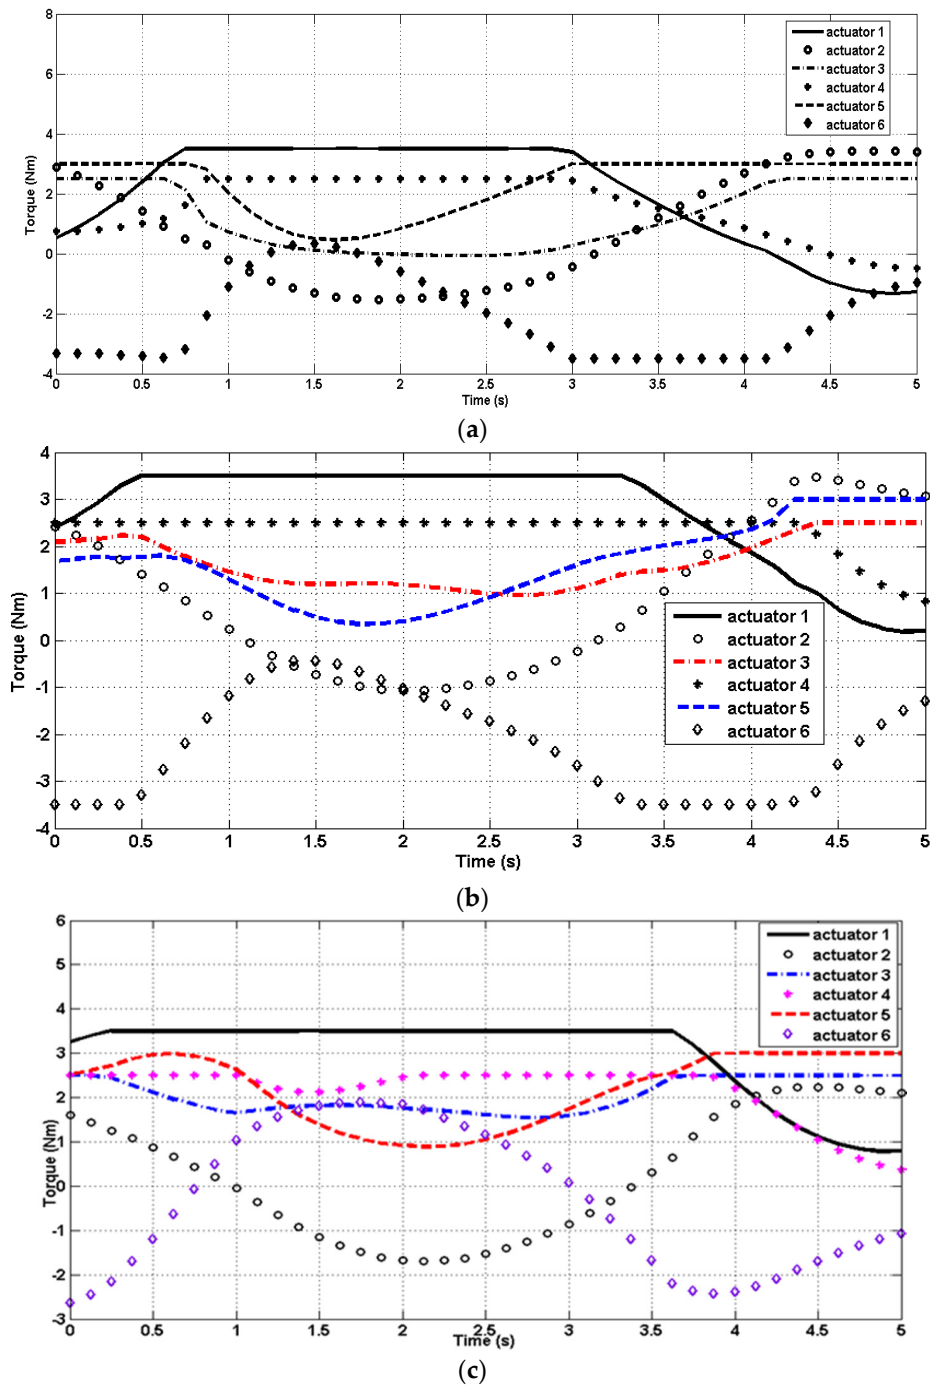 8
6
4
2
0
-2
-4
Torque (Nm)
actuator 1
actuator 2
actuator 3
actuator 4
actuator 5
actuator 6
0 0.5 1 1.5 2 2.5 3 3.5 4 4.5 5
Time (s)
(a)
4
3
2
1
0
-1
-2
-3
-4
Torque (Nm)
actuator 1
actuator 2
actuator 3
actuator 4
actuator 5
actuator 6
0 0.5 1 1.5 2 2.5 3 3.5 4 4.5 5
Time (s)
(b)
6
5
4
3
2
1
0
-1
-2
-3
Torque (Nm)
actuator 1
actuator 2
actuator 3
actuator 4
actuator 5
actuator 6
0 0.5 1 1.5 2 2.5 3 3.5 4 4.5 5
Time (s)
(c)